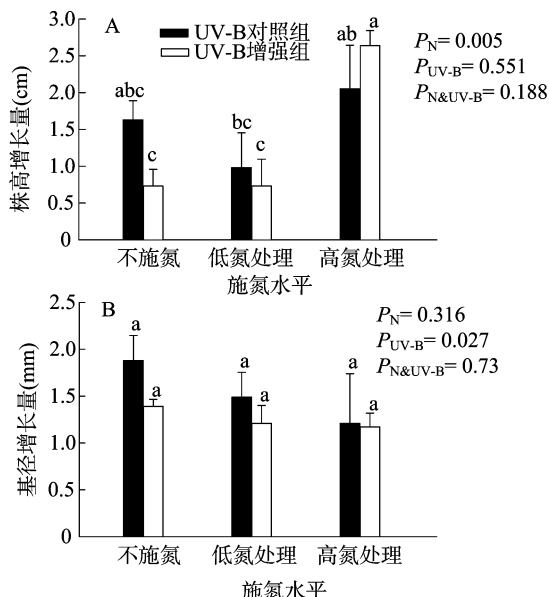 A
UV-B对照组
UV-B增强组
P_N= 0.005
P_UV-B= 0.551
P_N&UV-B= 0.188
株高增长量(cm)
3.0
2.5
2.0
1.5
1.0
0.5
0
abc
c
bc
c
ab
a
不施氮
低氮处理
高氮处理
施氮水平
B
P_N= 0.316
P_UV-B= 0.027
P_N&UV-B= 0.73
基径增长量(mm)
2.5
2.0
1.5
1.0
0.5
0
a
a
a
a
a
a
不施氮
低氮处理
高氮处理
施氮水平